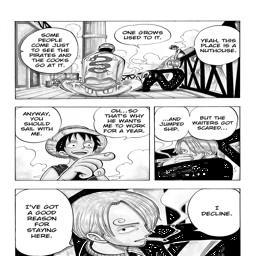 YEAH, THIS
PLACE IS A
NUTHOUSE.
ONE GROWS
USED TO IT.
SOME
PEOPLE
COME JUST
TO SEE THE
PIRATES AND
THE COOKS
GO AT IT.
BUT THE
WAITERS GOT
SCARED...
...AND
JUMPED
SHIP.
OH...SO
THAT'S WHY
HE WANTS
ME TO WORK
FOR A YEAR.
ANYWAY,
YOU
SHOULD
SAIL WITH
ME.
I
DECLINE.
I'VE GOT
A GOOD
REASON
FOR
STAYING
HERE.